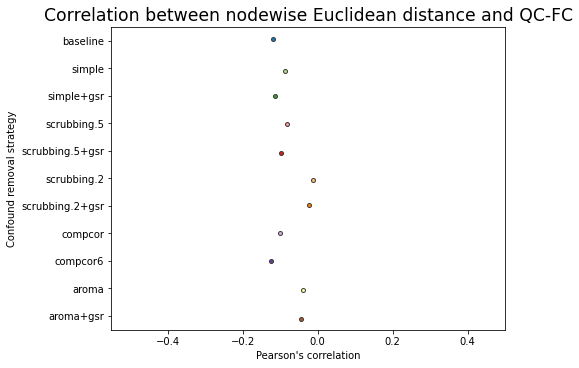 Correlation between nodewise Euclidean distance and QC-FC
Confound removal strategy
baseline
simple
simple+gsr
scrubbing.5
scrubbing.5+gsr
scrubbing.2
scrubbing.2+gsr
compcor
compcor6
aroma
aroma+gsr
−0.4 −0.2 0.0 0.2 0.4
Pearson's correlation